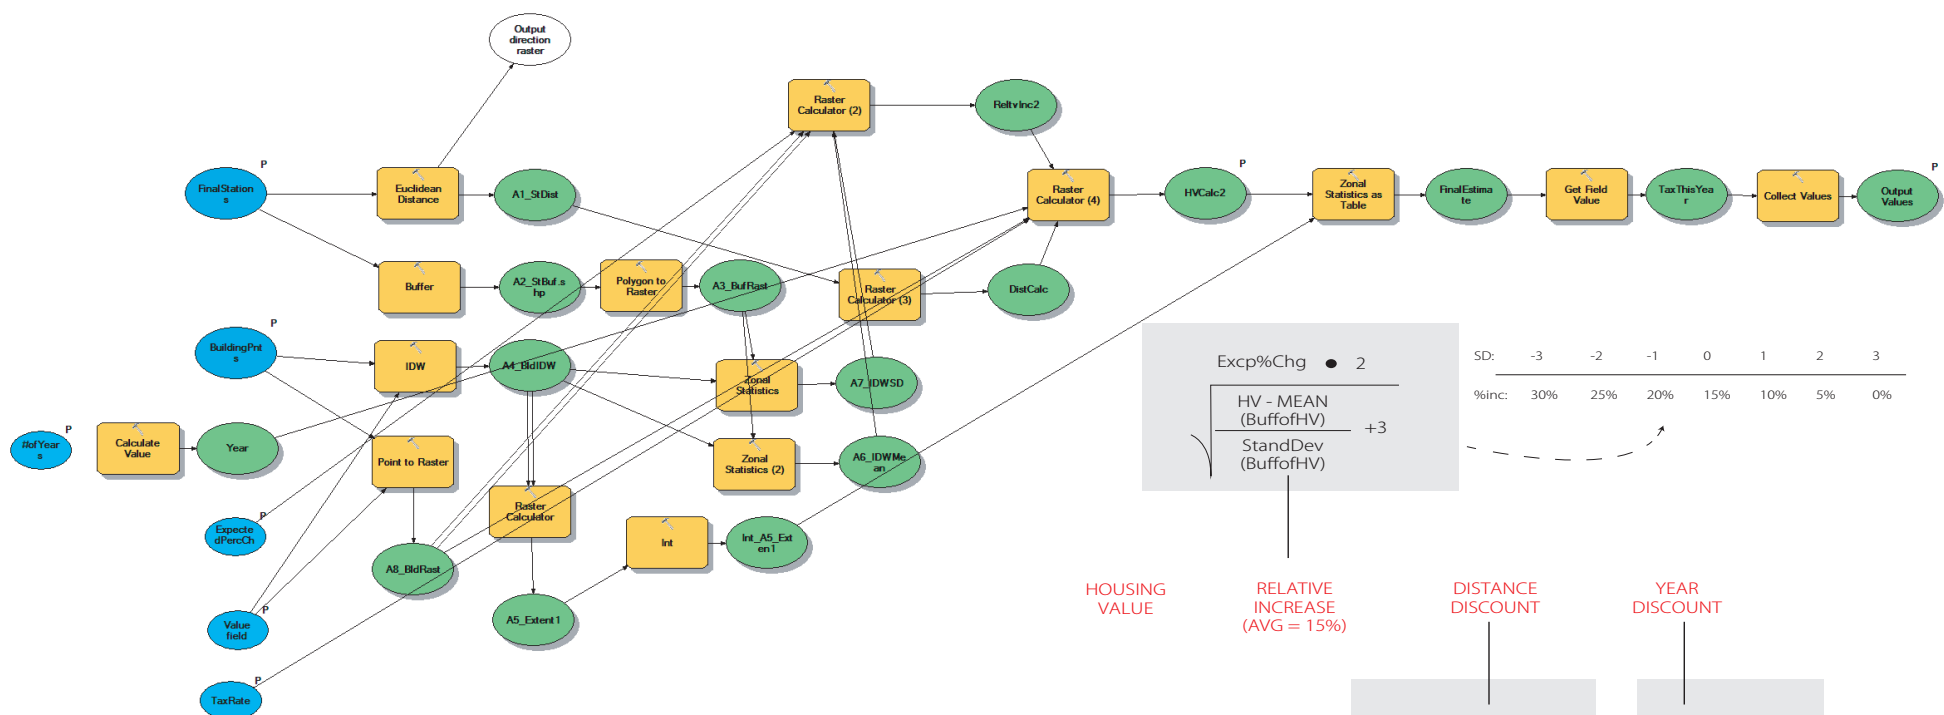 Output
direction
raster
Raster
Calculator (2)
ReltvInc2
P
FinalStation
s
Euclidean
Distance
A1_StDist
Raster
Calculator (4)
P
HVCalc2
Zonal
Statistics as
Table
FinalEstima
te
Get Field
Value
TaxThisYea
r
Collect Values
P
Output
Values
Buffer
A2_StBuf.s
hp
Polygon to
Raster
A3_BufRast
Raster
Calculator (3)
DistCalc
P
BuildingPnt
s
IDW
A4_BldIDW
Zonal
Statistics
A7_IDWSD
Excp%Chg • 2
HV - MEAN
(BuffofHV)
+3
StandDev
(BuffofHV)
SD: -3 -2 -1 0 1 2 3
%inc: 30% 25% 20% 15% 10% 5% 0%
P
#ofYear
s
Calculate
Value
Year
Point to Raster
Zonal
Statistics (2)
A6_IDWMe
an
P
Expecte
dPercCh
Raster
Calculator
Int
Int_A5_Ext
en1
A8_BldRast
P
Value
field
A5_Extent1
P
TaxRate
HOUSING
VALUE
RELATIVE
INCREASE
(AVG = 15%)
DISTANCE
DISCOUNT
YEAR
DISCOUNT